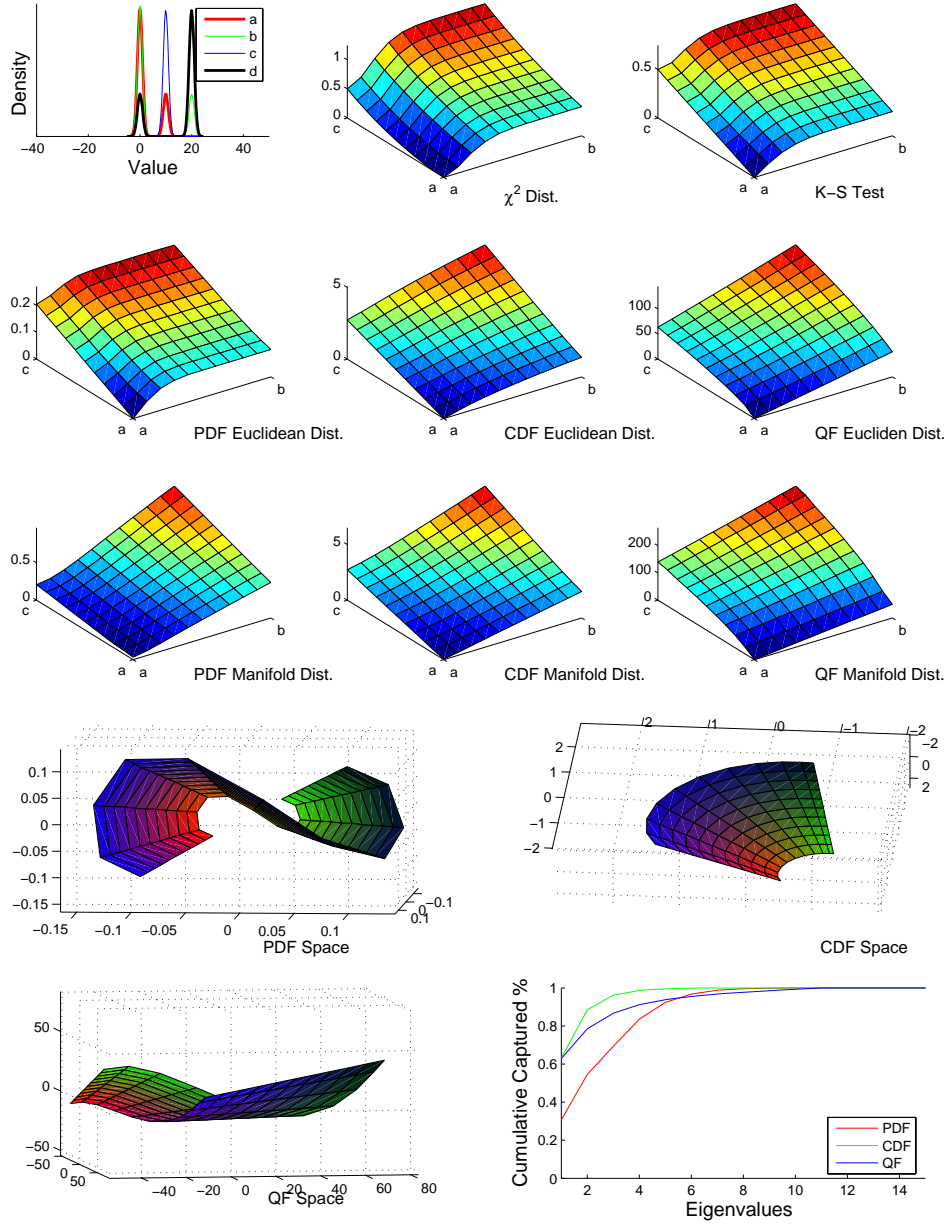 Density
a
b
c
d
−40 −20 0 20 40
Value
1
0.5
0
c
a a
b
χ² Dist.
0.5
0
c
a a
b
K−S Test
0.2
0.1
0
c
a a
b
PDF Euclidean Dist.
5
0
c
a a
b
CDF Euclidean Dist.
100
50
0
c
a a
b
QF Eucliden Dist.
0.5
0
c
a a
b
PDF Manifold Dist.
5
0
c
a a
b
CDF Manifold Dist.
200
100
0
c
a a
b
QF Manifold Dist.
0.1
0.05
0
−0.05
−0.1
−0.15
−0.15 −0.1 −0.05 0 0.05 0.1
−0.1
0
0.1
PDF Space
2 1 0 −1 −2
2
1
0
−1
−2
−2
0
2
CDF Space
50
0
−50
−50
0
50
−40 −20 0 20 40 60 80
QF Space
Cumulative Captured %
1
0.8
0.6
0.4
0.2
0
PDF
CDF
QF
2 4 6 8 10 12 14
Eigenvalues